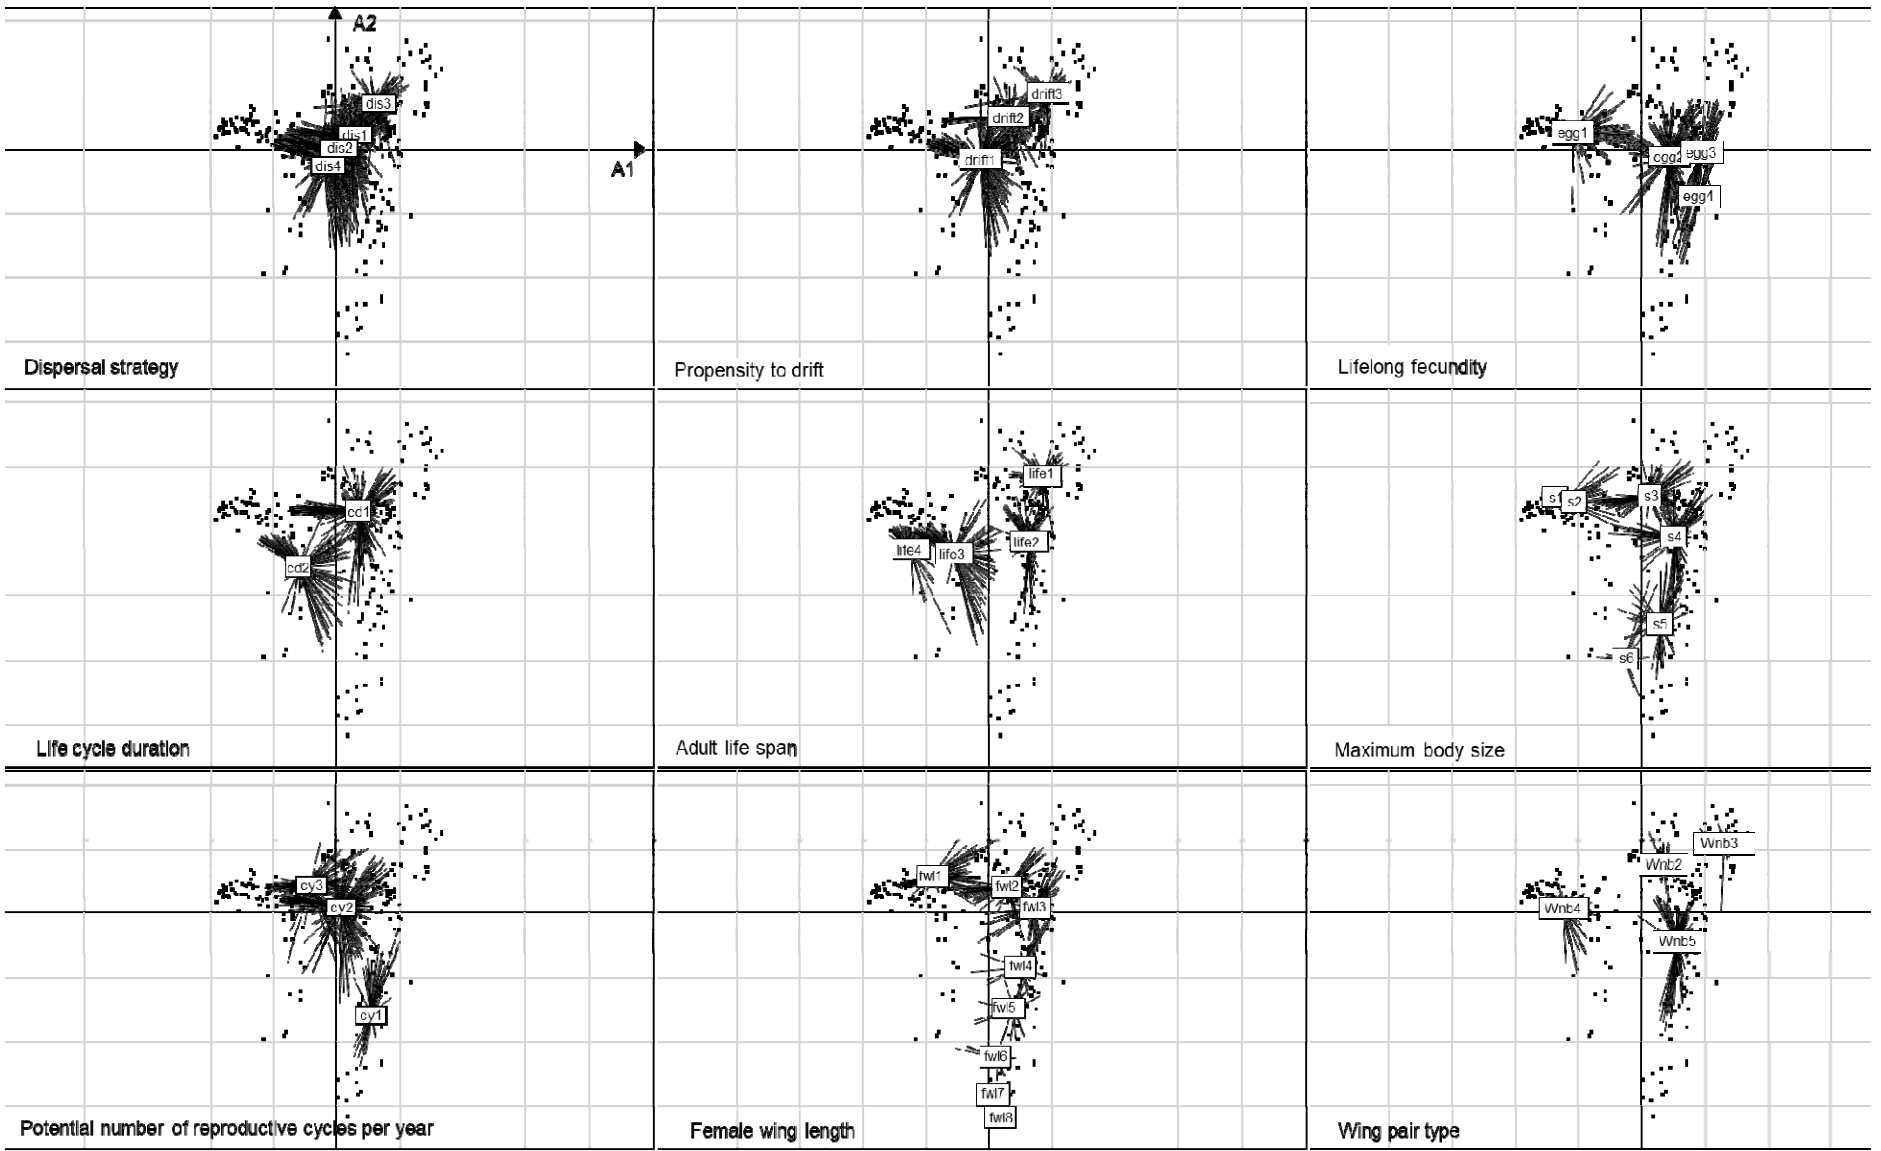 A2
dis3
dis1
dis2
dis4
A1
Dispersal strategy
drift3
drift2
drift1
Propensity to drift
egg1
egg2 egg3
egg4
Lifelong fecundity
cd1
cd2
Life cycle duration
life1
life2
life4 life3
Adult life span
s1 s2 s3
s4
s5
s6
Maximum body size
cy3
cy2
cy1
Potential number of reproductive cycles per year
fwl1
fwl2
fwl3
fwl4
fwl5
fwl6
fwl7
fwl8
Female wing length
Wnb3
Wnb2
Wnb4
Wnb5
Wing pair type